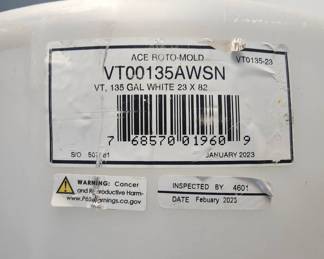 ACE ROTO-MOLD
VT0135-23
VT00135AWSN
VT, 135 GAL WHITE 23 X 82
7 68570 01960 9
S/O
JANUARY 2023
WARNING: Cancer
and Reproductive Harm-
www.P65Warnings.ca.gov
INSPECTED BY 4601
DATE Febuary 2023